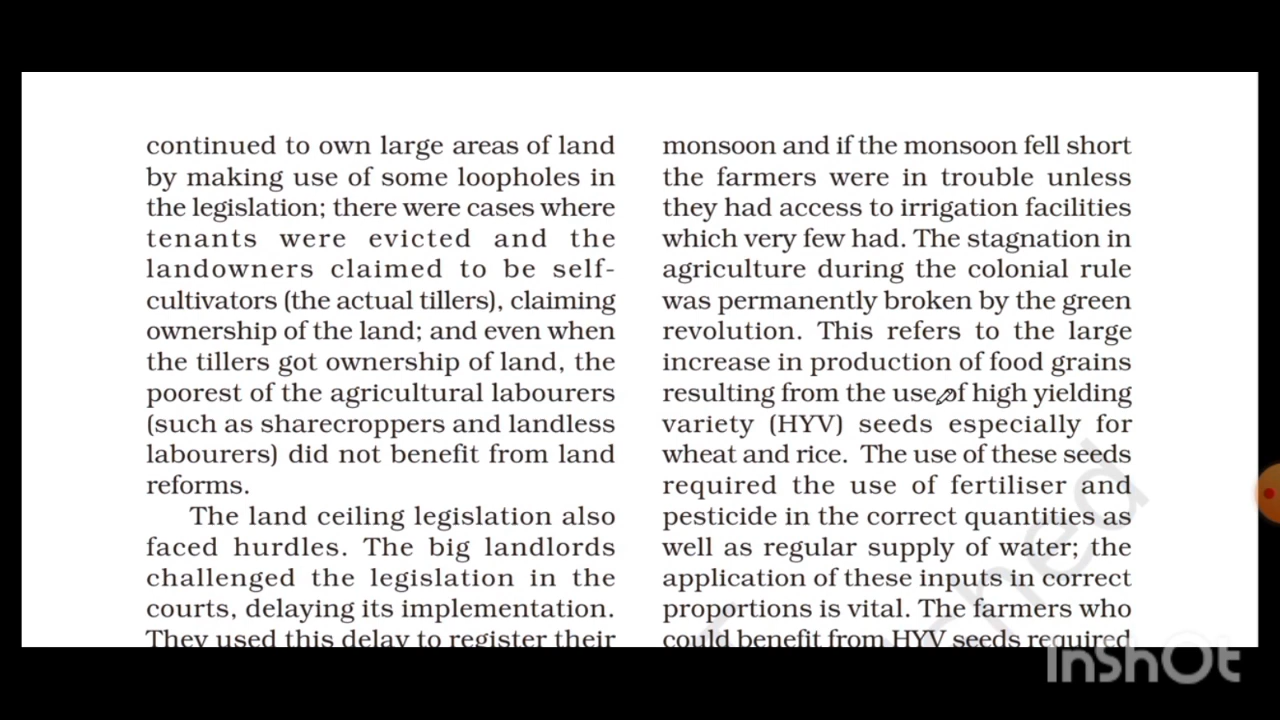 continued to own large areas of land
by making use of some loopholes in
the legislation; there were cases where
tenants were evicted and the
landowners claimed to be self-
cultivators (the actual tillers), claiming
ownership of the land; and even when
the tillers got ownership of land, the
poorest of the agricultural labourers
(such as sharecroppers and landless
labourers) did not benefit from land
reforms.
The land ceiling legislation also
faced hurdles. The big landlords
challenged the legislation in the
courts, delaying its implementation.
They used this delay to register their
monsoon and if the monsoon fell short
the farmers were in trouble unless
they had access to irrigation facilities
which very few had. The stagnation in
agriculture during the colonial rule
was permanently broken by the green
revolution. This refers to the large
increase in production of food grains
resulting from the use of high yielding
variety (HYV) seeds especially for
wheat and rice. The use of these seeds
required the use of fertiliser and
pesticide in the correct quantities as
well as regular supply of water; the
application of these inputs in correct
proportions is vital. The farmers who
could benefit from HYV seeds required
InShOt